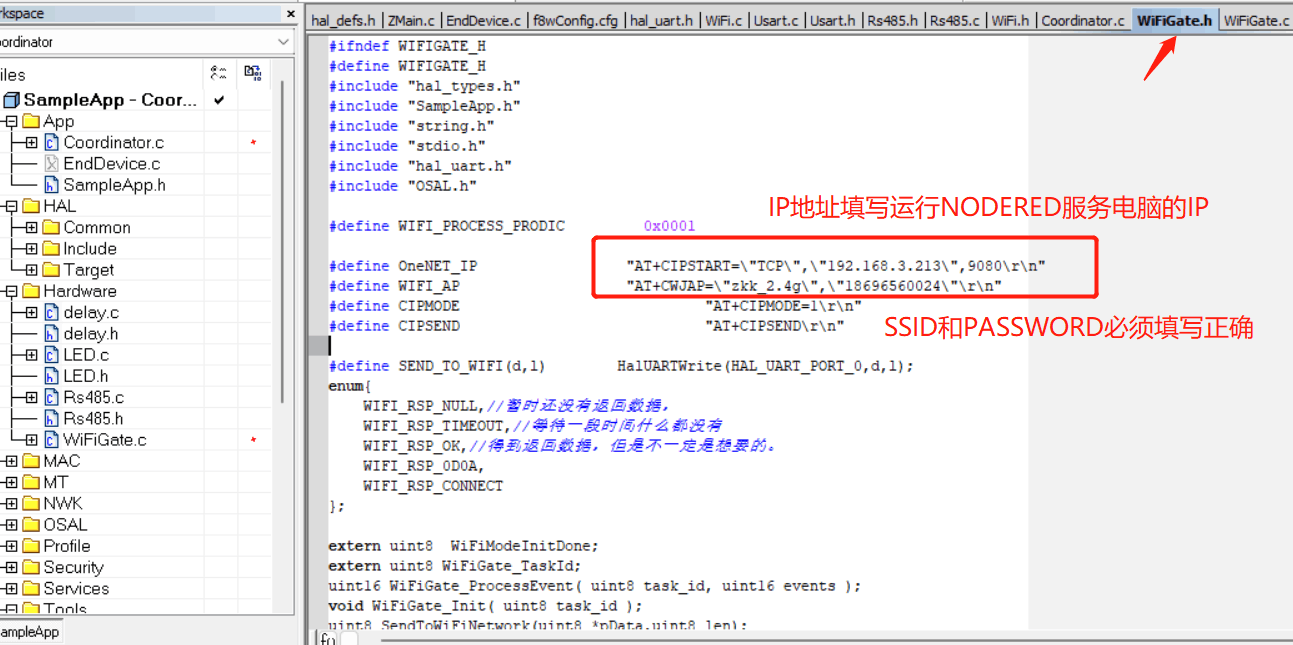 rkspace
×
oordinator
iles
SampleApp - Coor...
App
Coordinator.c
EndDevice.c
SampleApp.h
HAL
Common
Include
Target
Hardware
delay.c
delay.h
LED.c
LED.h
Rs485.c
Rs485.h
WiFiGate.c
MAC
MT
NWK
OSAL
Profile
Security
Services
Tools
ampleApp
hal_defs.h | ZMain.c | EndDevice.c | f8wConfig.cfg | hal_uart.h | WiFi.c | Usart.c | Usart.h | Rs485.h | Rs485.c | WiFi.h | Coordinator.c WiFiGate.h WiFiGate.c
#ifndef WIFIGATE_H
#define WIFIGATE_H
#include "hal_types.h"
#include "SampleApp.h"
#include "string.h"
#include "stdio.h"
#include "hal_uart.h"
#include "OSAL.h"
IP地址填写运行NODERED服务电脑的IP
#define WIFI_PROCESS_PRODIC 0x0001
#define OneNET_IP "AT+CIPSTART=\"TCP\",\"192.168.3.213\",9080\r\n"
#define WIFI_AP "AT+CWJAP=\"zkk_2.4g\",\"18696560024\"\r\n"
#define CIPMODE "AT+CIPMODE=1\r\n"
#define CIPSEND "AT+CIPSEND\r\n"
SSID和PASSWORD必须填写正确
#define SEND_TO_WIFI(d,l) HalUARTWrite(HAL_UART_PORT_0,d,l);
enum{
WIFI_RSP_NULL,//暂时还没有返回数据,
WIFI_RSP_TIMEOUT,//等待一段时间什么都没有
WIFI_RSP_OK,//得到返回数据, 但是不一定是想要的。
WIFI_RSP_0D0A,
WIFI_RSP_CONNECT
};
extern uint8 WiFiModeInitDone;
extern uint8 WiFiGate_TaskId;
uint16 WiFiGate_ProcessEvent( uint8 task_id, uint16 events );
void WiFiGate_Init( uint8 task_id );
uint8 SendToWiFiNetwork(uint8 *pData,uint8 len);
f()